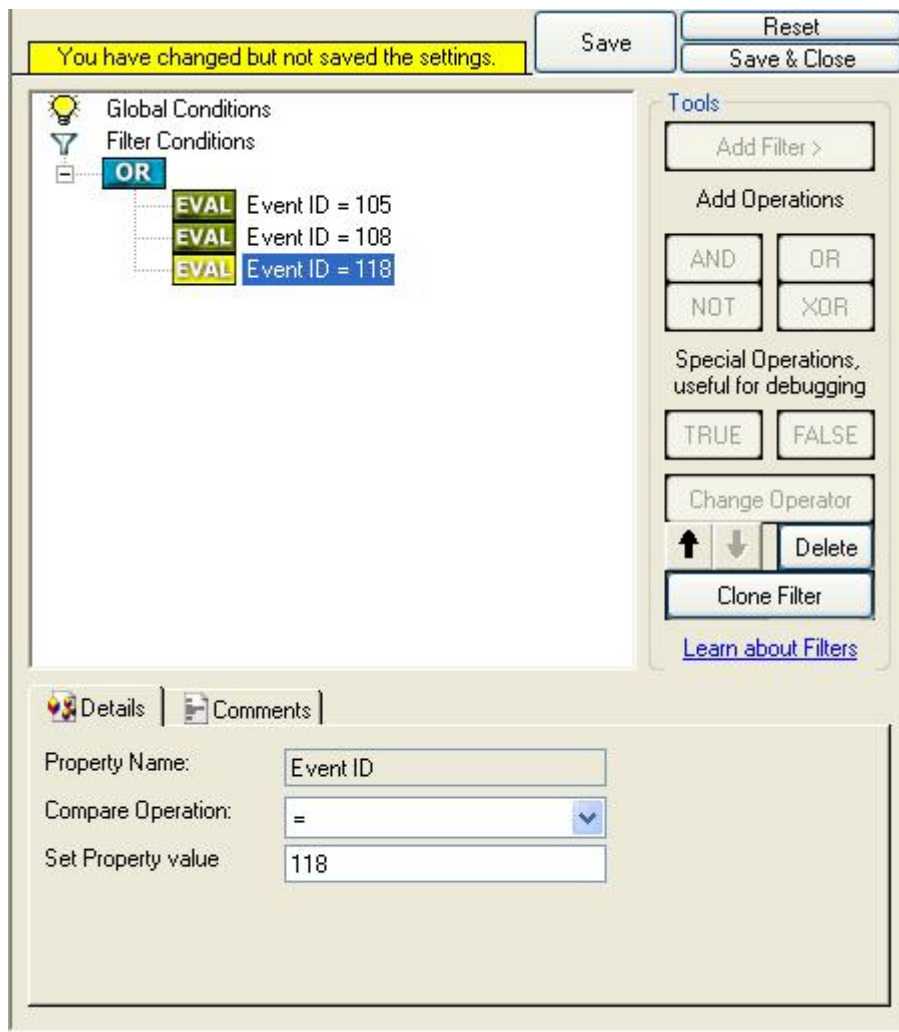 You have changed but not saved the settings.
Save
Reset
Save & Close
Global Conditions
Filter Conditions
OR
EVAL Event ID = 105
EVAL Event ID = 108
EVAL Event ID = 118
Tools
Add Filter >
Add Operations
AND OR
NOT XOR
Special Operations,
useful for debugging
TRUE FALSE
Change Operator
Delete
Clone Filter
Learn about Filters
Details Comments
Property Name: Event ID
Compare Operation: =
Set Property value 118